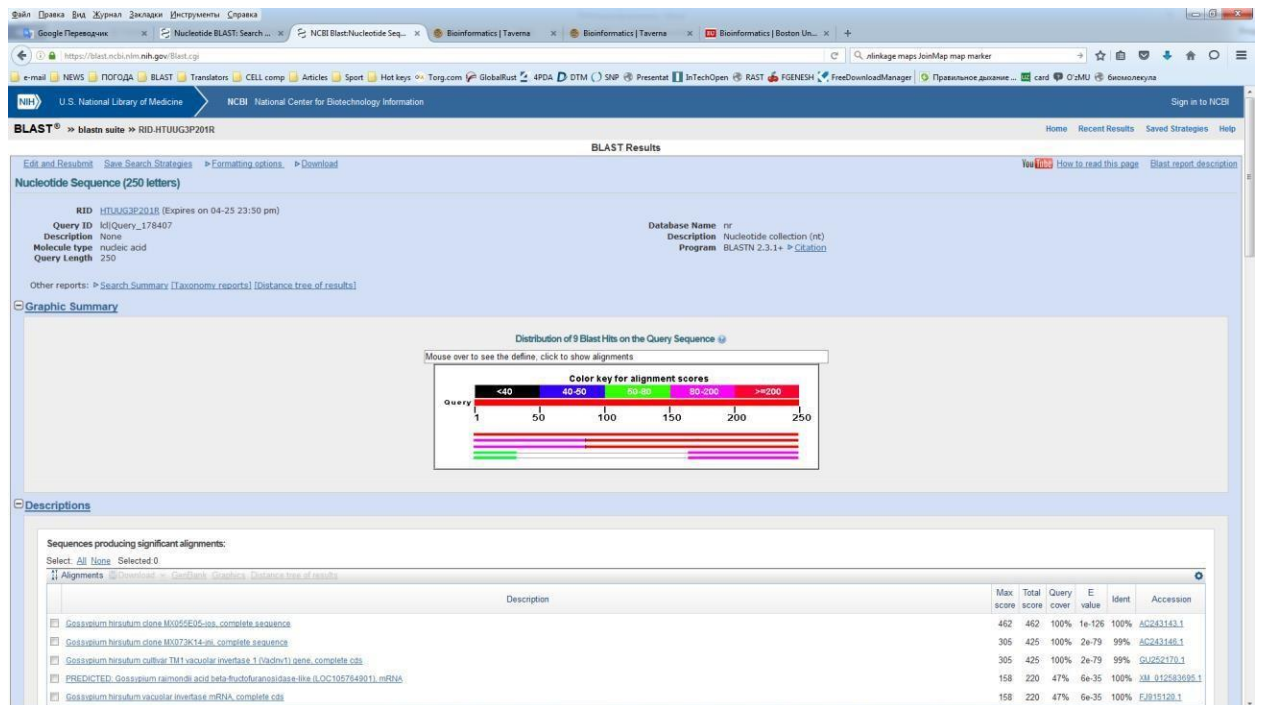 Файл Правка Вид Журнал Закладки Инструменты Справка
Google Переводчик × Nucleotide BLAST: Search ... × NCBI Blast:Nucleotide Seq... × Bioinformatics | Taverna × Bioinformatics | Taverna × Bioinformatics | Boston Un... × +
https://blast.ncbi.nlm.nih.gov/Blast.cgi nlinkage maps JoinMap map marker
e-mail NEWS ПОГОДА BLAST Translators CELL comp Articles Sport Hot keys Torg.com GlobalRust 4PDA DTM SNP Presentat InTechOpen RAST FGENESH FreeDownloadManager Правильное дыхание ... card O'zMU биомолекула
NIH U.S. National Library of Medicine NCBI National Center for Biotechnology Information Sign in to NCBI
BLAST® » blastn suite » RID-HTUUG3P201R Home Recent Results Saved Strategies Help
BLAST Results
Edit and Resubmit Save Search Strategies Formatting options Download YouTube How to read this page Blast report description
Nucleotide Sequence (250 letters)
RID HTUUG3P201R (Expires on 04-25 23:50 pm)
Query ID lcl|Query_178407 Database Name nr
Description None Description Nucleotide collection (nt)
Molecule type nucleic acid Program BLASTN 2.3.1+ Citation
Query Length 250
Other reports: Search Summary [Taxonomy reports] [Distance tree of results]
Graphic Summary
Distribution of 9 Blast Hits on the Query Sequence
Mouse over to see the define, click to show alignments
Color key for alignment scores
<40 40-50 50-80 80-200 >=200
Query
1 50 100 150 200 250
Descriptions
Sequences producing significant alignments:
Select: All None Selected:0
Alignments Download GenBank Graphics Distance tree of results
Description Max score Total score Query cover E value Ident Accession
Gossypium hirsutum clone MX055E05-jos, complete sequence 462 462 100% 1e-126 100% AC243143.1
Gossypium hirsutum clone MX073K14-jnj, complete sequence 305 425 100% 2e-79 99% AC243146.1
Gossypium hirsutum cultivar TM1 vacuolar invertase 1 (VacInv1) gene, complete cds 305 425 100% 2e-79 99% GU252170.1
PREDICTED: Gossypium raimondii acid beta-fructofuranosidase-like (LOC105764901), mRNA 158 220 47% 6e-35 100% XM_012583695.1
Gossypium hirsutum vacuolar invertase mRNA, complete cds 158 220 47% 6e-35 100% FJ915120.1